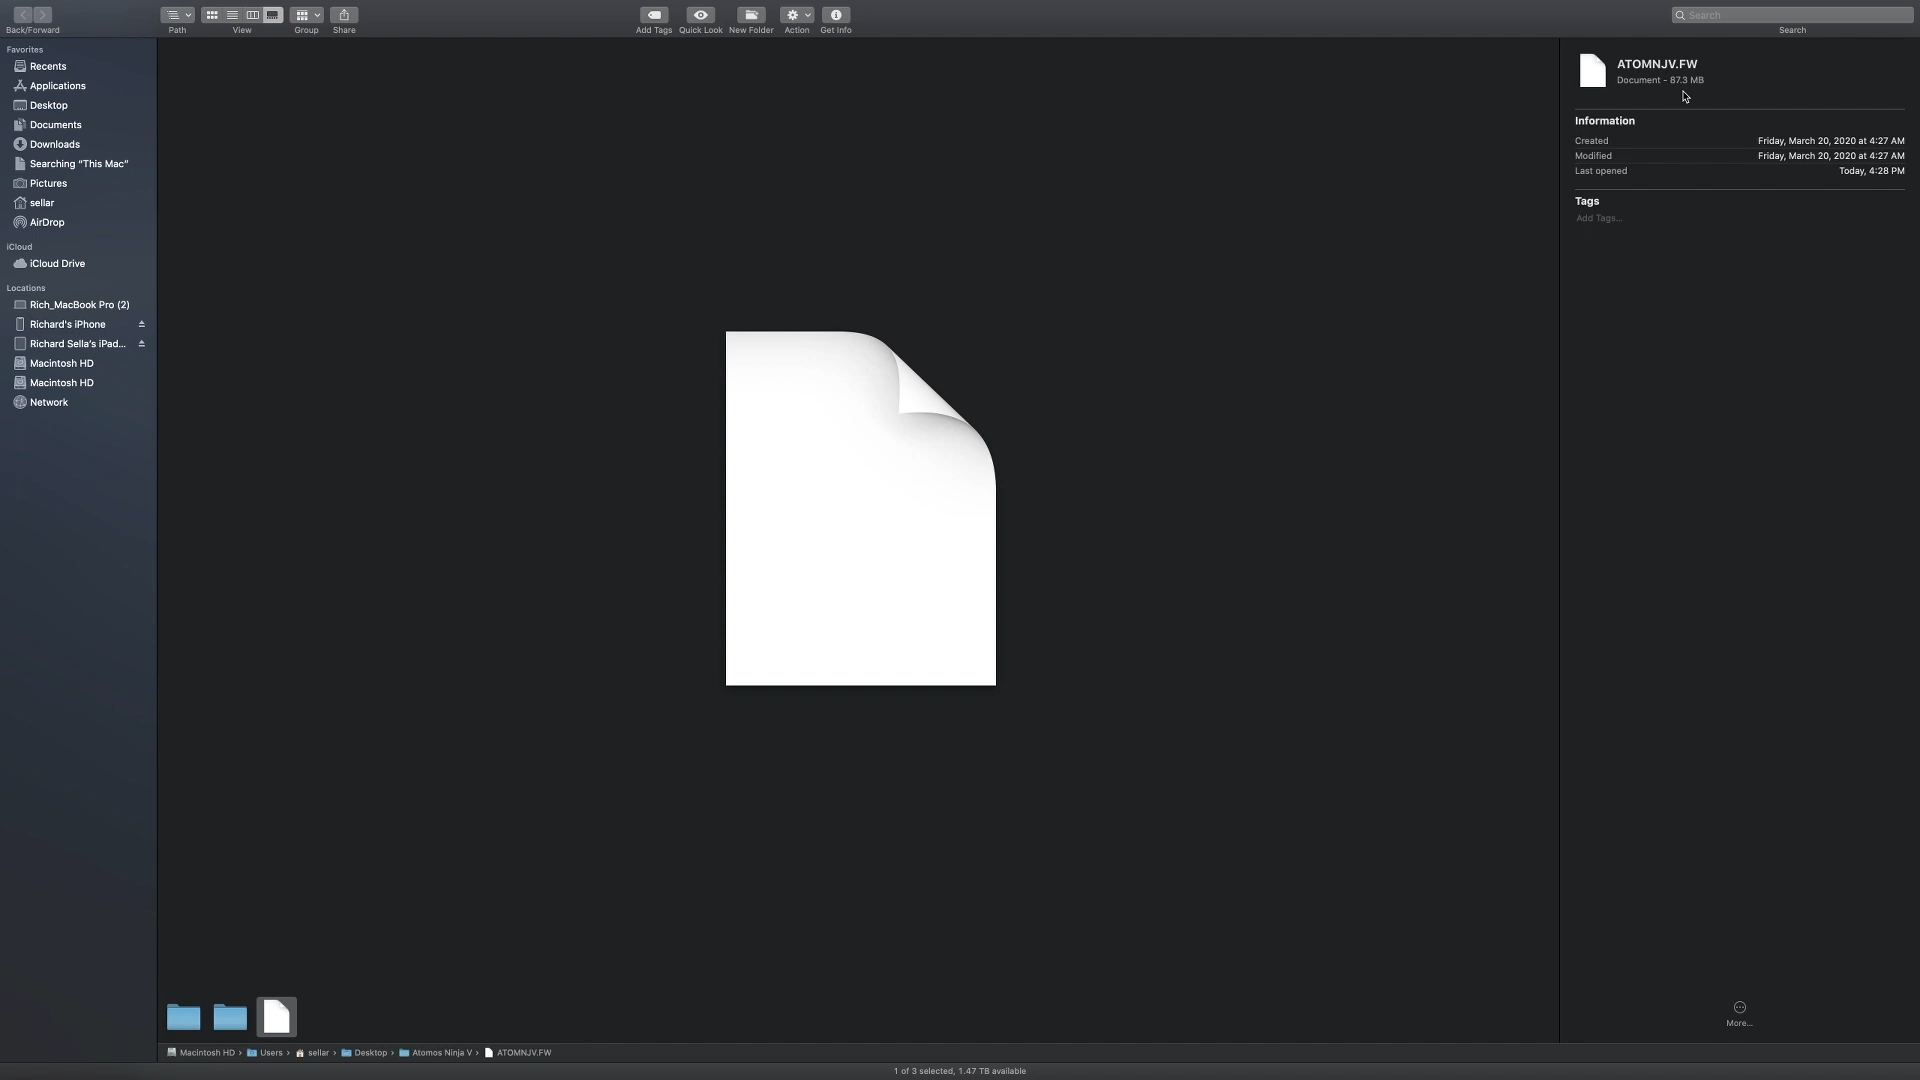 Back/Forward
Path
View
Group
Share
Add Tags
Quick Look
New Folder
Action
Get Info
Search
Search
Favorites
Recents
Applications
Desktop
Documents
Downloads
Searching “This Mac”
Pictures
sellar
AirDrop
iCloud
iCloud Drive
Locations
Rich_MacBook Pro (2)
Richard's iPhone
Richard Sella's iPad...
Macintosh HD
Macintosh HD
Network
ATOMNJV.FW
Document - 87.3 MB
Information
Created Friday, March 20, 2020 at 4:27 AM
Modified Friday, March 20, 2020 at 4:27 AM
Last opened Today, 4:28 PM
Tags
Add Tags...
More...
Macintosh HD › Users › sellar › Desktop › Atomos Ninja V › ATOMNJV.FW
1 of 3 selected, 1.47 TB available